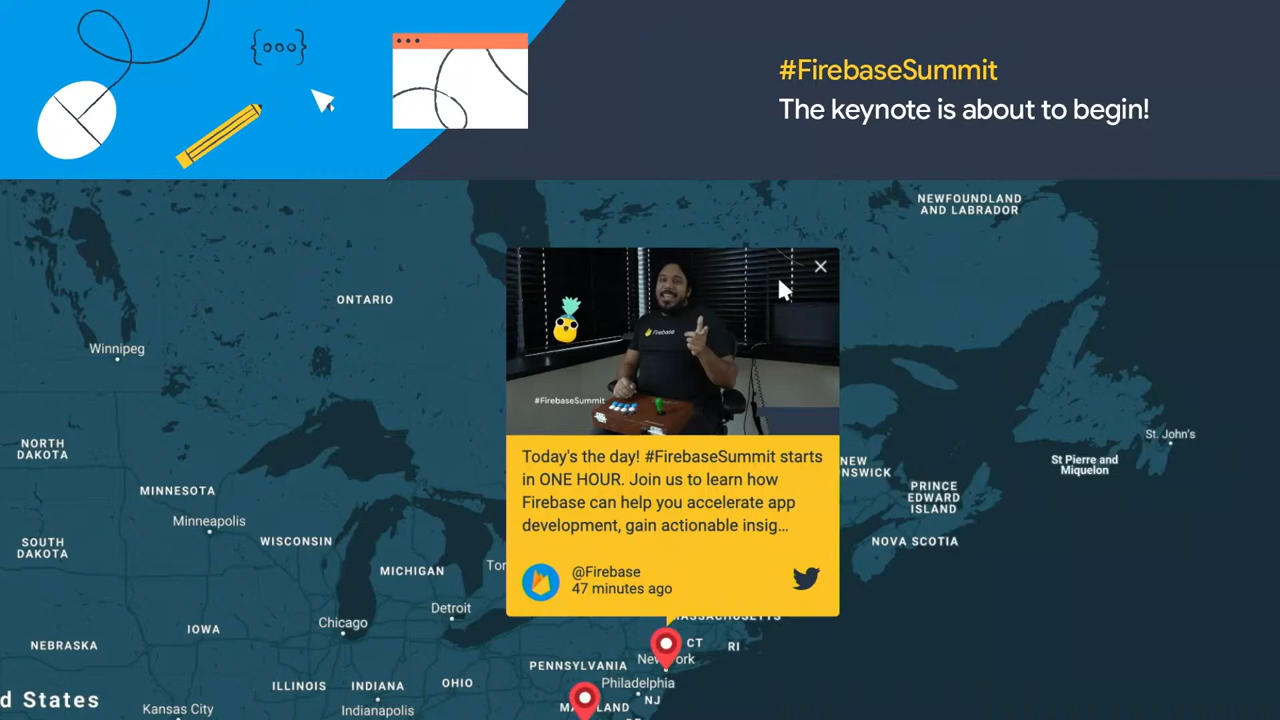 {ooo}
#FirebaseSummit
The keynote is about to begin!
NEWFOUNDLAND
AND LABRADOR
ONTARIO
Winnipeg
Firebase
#FirebaseSummit
Today's the day! #FirebaseSummit starts
in ONE HOUR. Join us to learn how
Firebase can help you accelerate app
development, gain actionable insig...
@Firebase
47 minutes ago
NORTH
DAKOTA
St. John's
St Pierre and
Miquelon
NEW
NSWICK
MINNESOTA
PRINCE
EDWARD
ISLAND
Minneapolis
SOUTH
DAKOTA
WISCONSIN
NOVA SCOTIA
MICHIGAN
Tor
Detroit
MASSACHUSETTS
Chicago
IOWA
NEBRASKA
CT
RI
New York
PENNSYLVANIA
Philadelphia
ILLINOIS
INDIANA
OHIO
d States
NJ
MARYLAND
Kansas City
Indianapolis